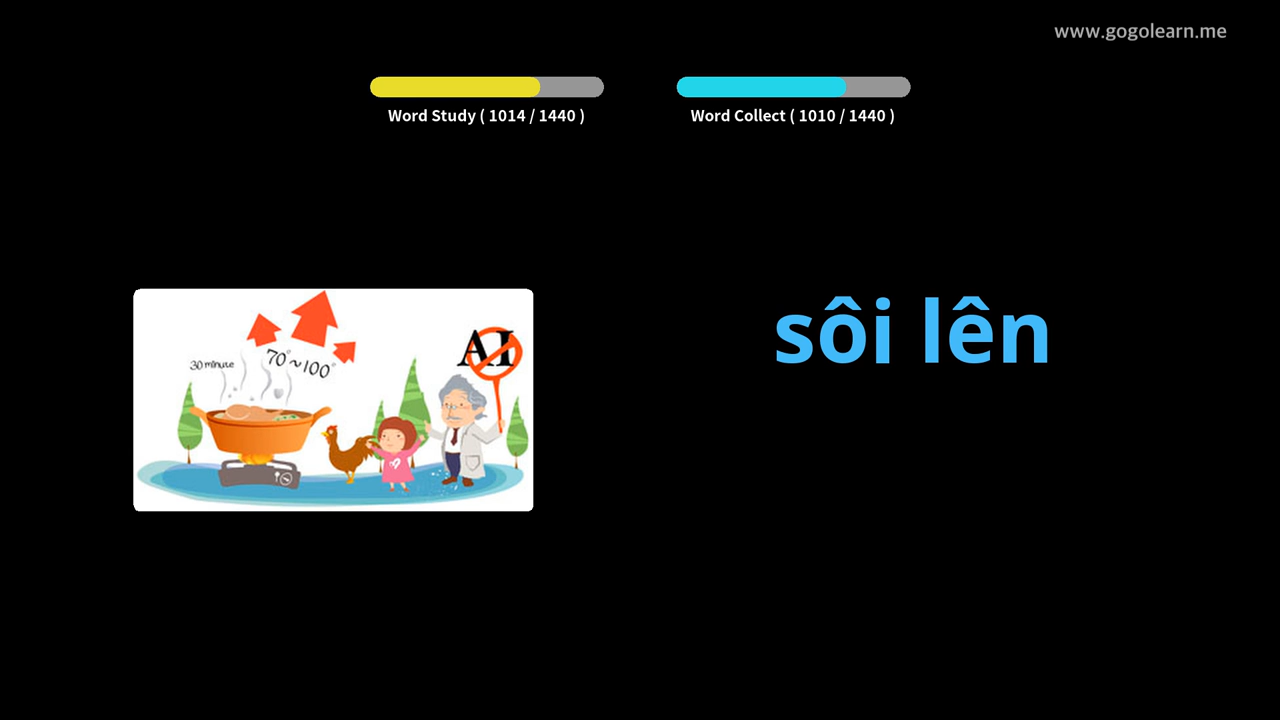 www.gogolearn.me
Word Study ( 1014 / 1440 )
Word Collect ( 1010 / 1440 )
30 minute
70°~100°
AI
sôi lên